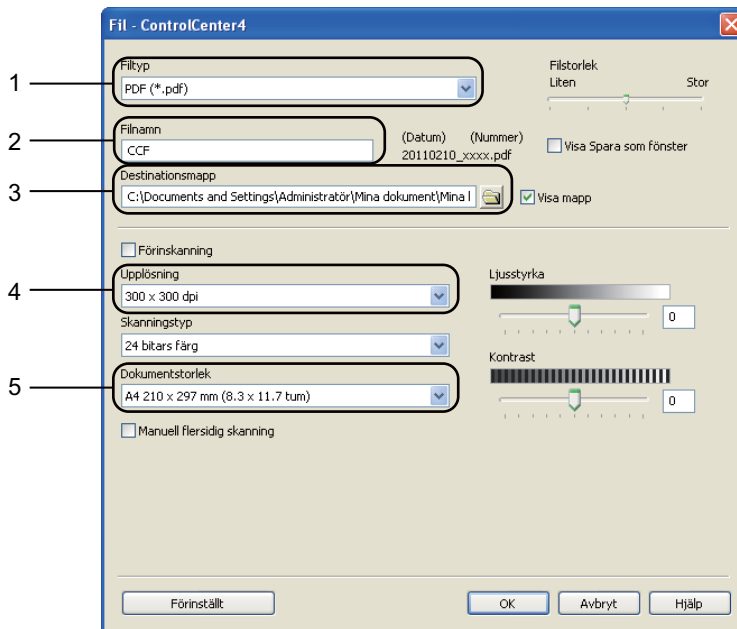 Fil - ControlCenter4
1
Filtyp
PDF (*.pdf)
Filstorlek
Liten Stor
2
Filnamn
CCF
(Datum) (Nummer)
20110210_xxxx.pdf
Visa Spara som fönster
3
Destinationsmapp
C:\Documents and Settings\Administratör\Mina dokument\Mina l
Visa mapp
Förinskanning
4
Upplösning
300 x 300 dpi
Ljusstyrka
0
Skanningstyp
24 bitars färg
Kontrast
0
5
Dokumentstorlek
A4 210 x 297 mm (8.3 x 11.7 tum)
Manuell flersidig skanning
Förinställt OK Avbryt Hjälp